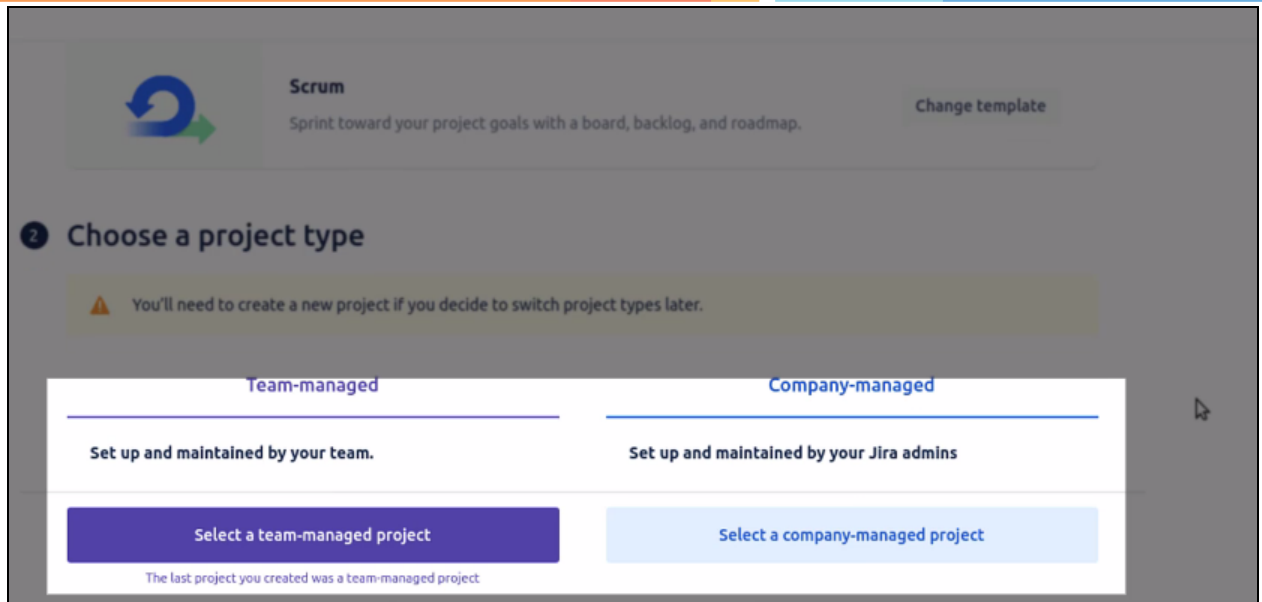 Scrum
Sprint toward your project goals with a board, backlog, and roadmap.
Change template
2
Choose a project type
You'll need to create a new project if you decide to switch project types later.
Team-managed
Company-managed
Set up and maintained by your team.
Set up and maintained by your Jira admins
Select a team-managed project
Select a company-managed project
The last project you created was a team-managed project